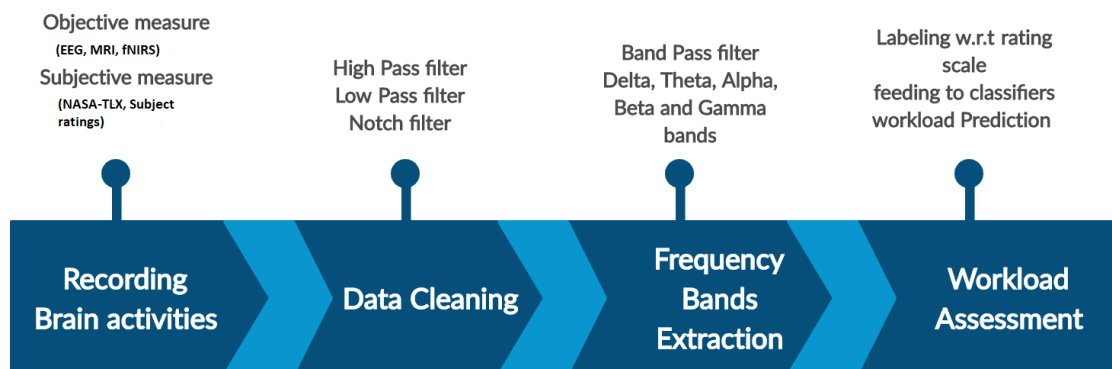 Objective measure
(EEG, MRI, fNIRS)
Subjective measure
(NASA-TLX, Subject
ratings)
High Pass filter
Low Pass filter
Notch filter
Band Pass filter
Delta, Theta, Alpha,
Beta and Gamma
bands
Labeling w.r.t rating
scale
feeding to classifiers
workload Prediction
Recording
Brain activities
Data Cleaning
Frequency
Bands
Extraction
Workload
Assessment